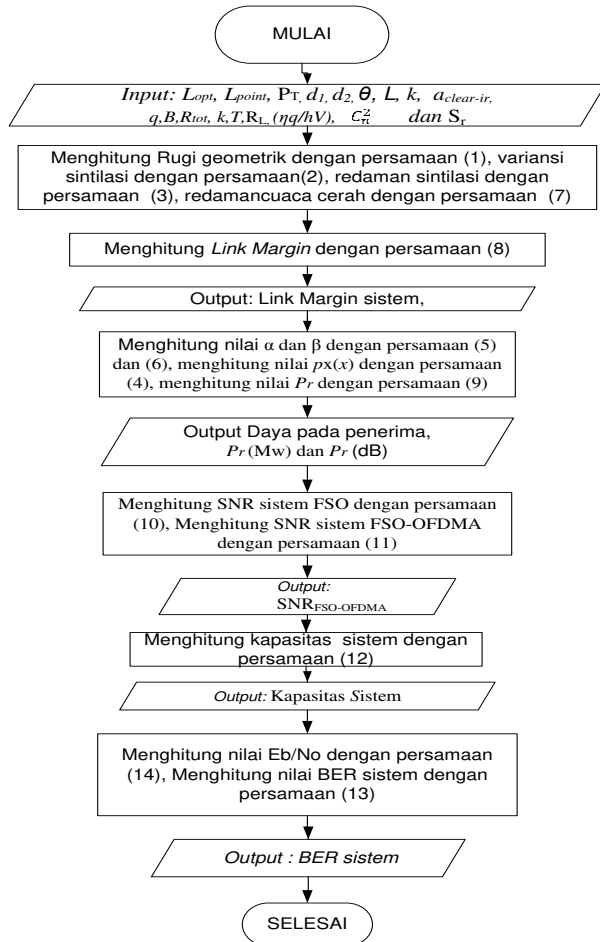 MULAI
Input: Lopt, Lpoint, PT, d1, d2, θ, L, k, aclear-ir,
q,B,Rtot, k,T,RL, (ηq/hV), C²n dan Sr
Menghitung Rugi geometrik dengan persamaan (1), variansi
sintilasi dengan persamaan(2), redaman sintilasi dengan
persamaan (3), redamancuaca cerah dengan persamaan (7)
Menghitung Link Margin dengan persamaan (8)
Output: Link Margin sistem,
Menghitung nilai α dan β dengan persamaan (5)
dan (6), menghitung nilai px(x) dengan persamaan
(4), menghitung nilai Pr dengan persamaan (9)
Output Daya pada penerima,
Pr (Mw) dan Pr (dB)
Menghitung SNR sistem FSO dengan persamaan
(10), Menghitung SNR sistem FSO-OFDMA
dengan persamaan (11)
Output:
SNRFSO-OFDMA
Menghitung kapasitas sistem dengan
persamaan (12)
Output: Kapasitas Sistem
Menghitung nilai Eb/No dengan persamaan
(14), Menghitung nilai BER sistem dengan
persamaan (13)
Output : BER sistem
SELESAI